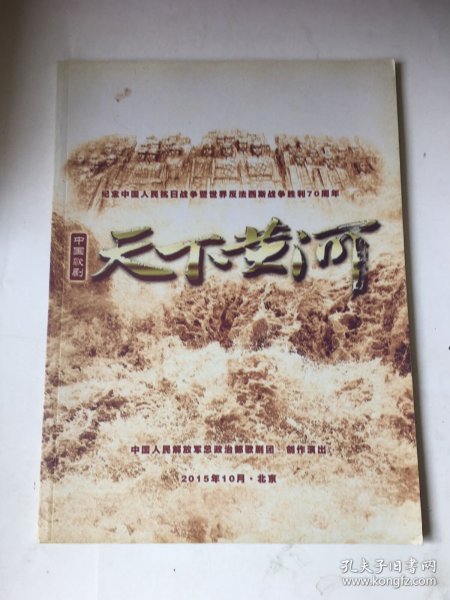 纪念中国人民抗日战争暨世界反法西斯战争胜利70周年
中国歌剧
天下黄河
中国人民解放军总政治部歌剧团 创作演出
2015年10月·北京
孔夫子旧书网
www.kongfz.com